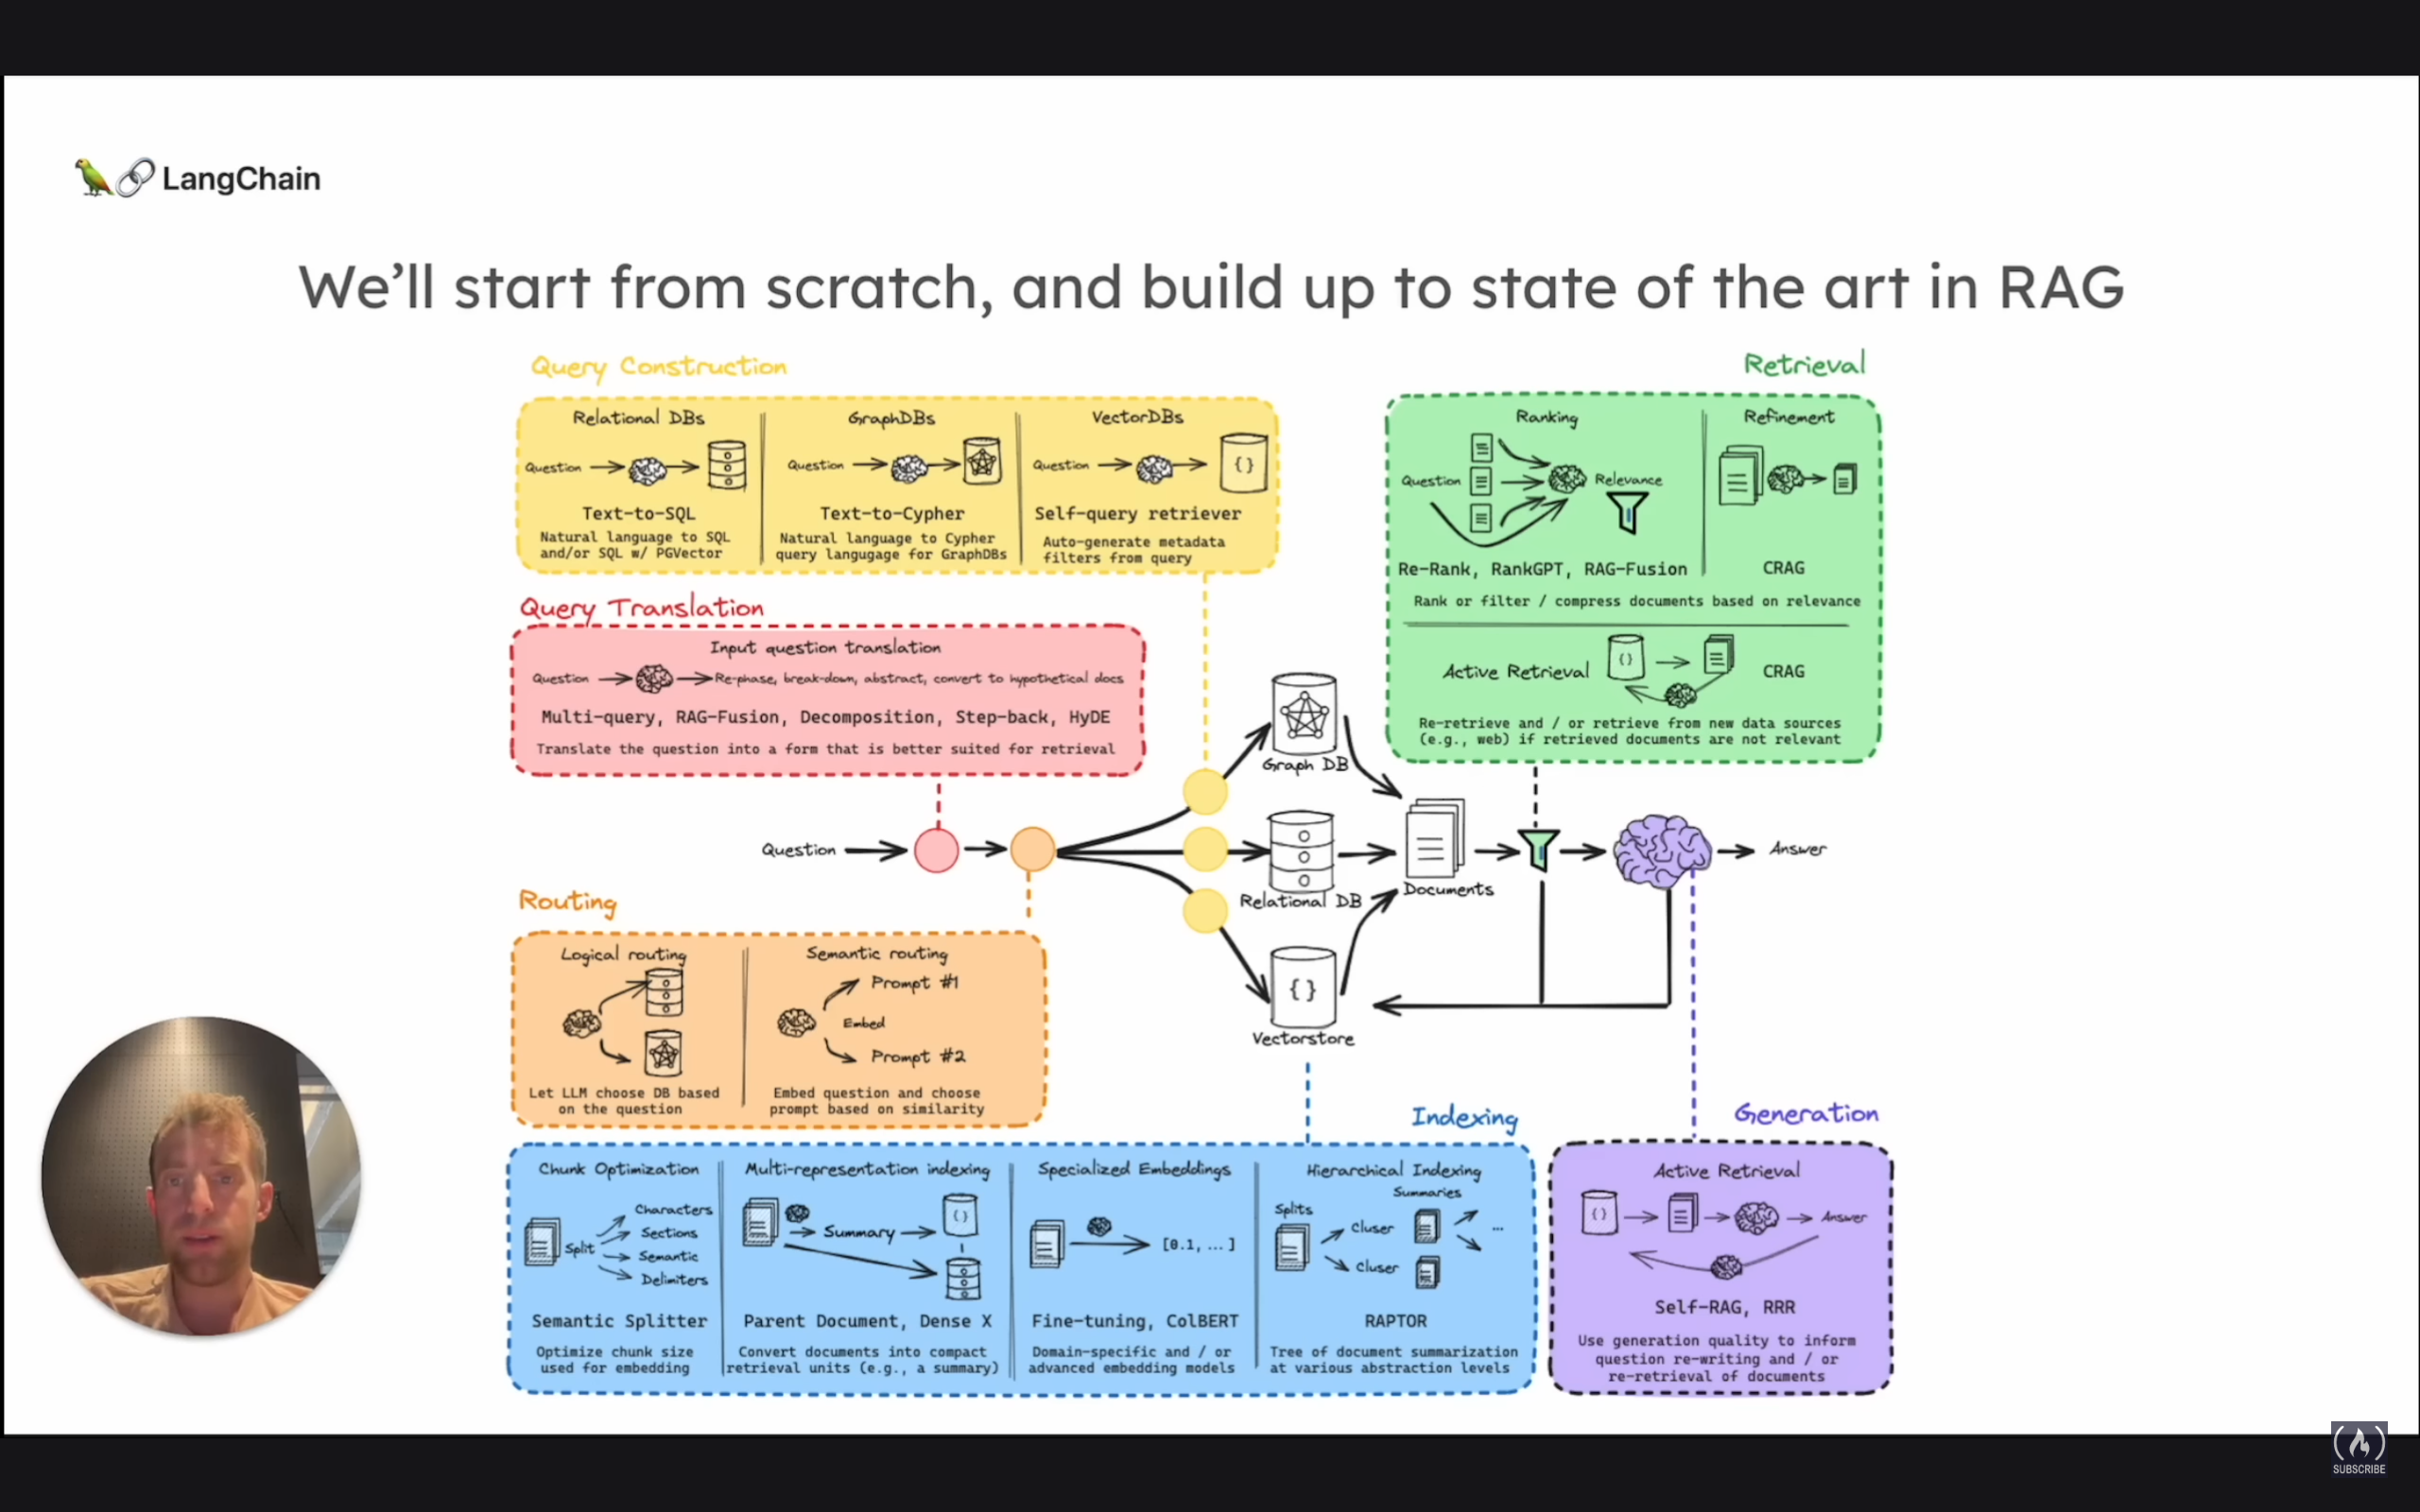 LangChain
We’ll start from scratch, and build up to state of the art in RAG
Query Construction
Relational DBs
Question
Text-to-SQL
Natural language to SQL
and/or SQL w/ PGVector
GraphDBs
Question
Text-to-Cypher
Natural language to Cypher
query langugage for GraphDBs
VectorDBs
Question
{}
Self-query retriever
Auto-generate metadata
filters from query
Retrieval
Ranking
Question
Relevance
Re-Rank, RankGPT, RAG-Fusion
Refinement
CRAG
Rank or filter / compress documents based on relevance
Active Retrieval
{}
CRAG
Re-retrieve and / or retrieve from new data sources
(e.g., web) if retrieved documents are not relevant
Query Translation
Input question translation
Question
Re-phase, break-down, abstract, convert to hypothetical docs
Multi-query, RAG-Fusion, Decomposition, Step-back, HyDE
Translate the question into a form that is better suited for retrieval
Question
Graph DB
Relational DB
{}
Vectorstore
Documents
Answer
Routing
Logical routing
Let LLM choose DB based
on the question
Semantic routing
Prompt #1
Embed
Prompt #2
Embed question and choose
prompt based on similarity
Indexing
Chunk Optimization
Split
Characters
Sections
Semantic
Delimiters
Semantic Splitter
Optimize chunk size
used for embedding
Multi-representation indexing
Summary
{}
Parent Document, Dense X
Convert documents into compact
retrieval units (e.g., a summary)
Specialized Embeddings
[0.1, ...]
Fine-tuning, ColBERT
Domain-specific and / or
advanced embedding models
Hierarchical Indexing
Summaries
Splits
Cluser
Cluser
...
RAPTOR
Tree of document summarization
at various abstraction levels
Generation
Active Retrieval
{}
Answer
Self-RAG, RRR
Use generation quality to inform
question re-writing and / or
re-retrieval of documents
SUBSCRIBE